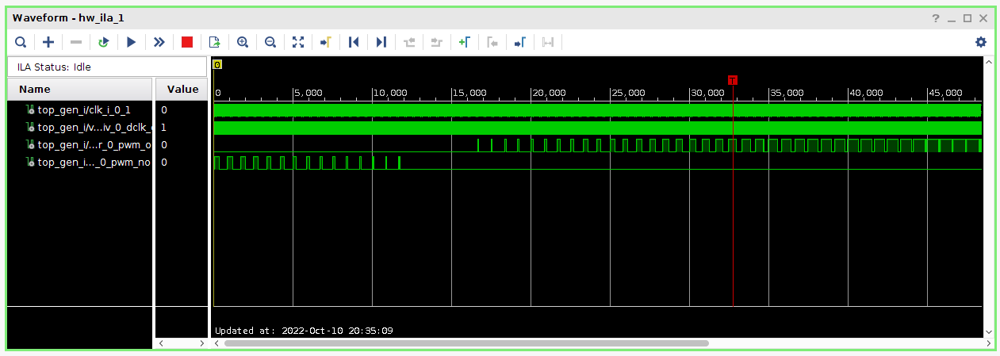 Waveform - hw_ila_1
ILA Status: Idle
Name Value
top_gen_i/clk_i_0_1 0
top_gen_i/v...iv_0_dclk_ 1
top_gen_i/...r_0_pwm_o 0
top_gen_i..._0_pwm_no 0
0
T
0 5,000 10,000 15,000 20,000 25,000 30,000 35,000 40,000 45,000
Updated at: 2022-Oct-10 20:35:09